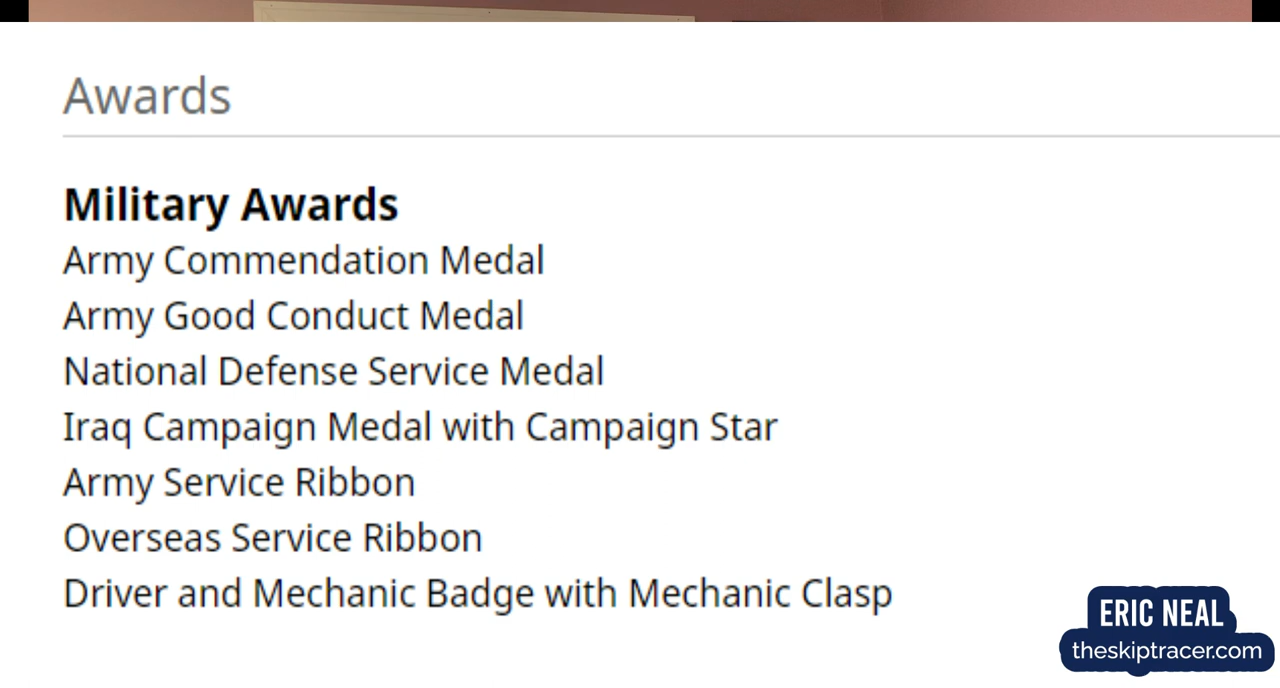 Awards
Military Awards
Army Commendation Medal
Army Good Conduct Medal
National Defense Service Medal
Iraq Campaign Medal with Campaign Star
Army Service Ribbon
Overseas Service Ribbon
Driver and Mechanic Badge with Mechanic Clasp
ERIC NEAL
theskiptracer.com